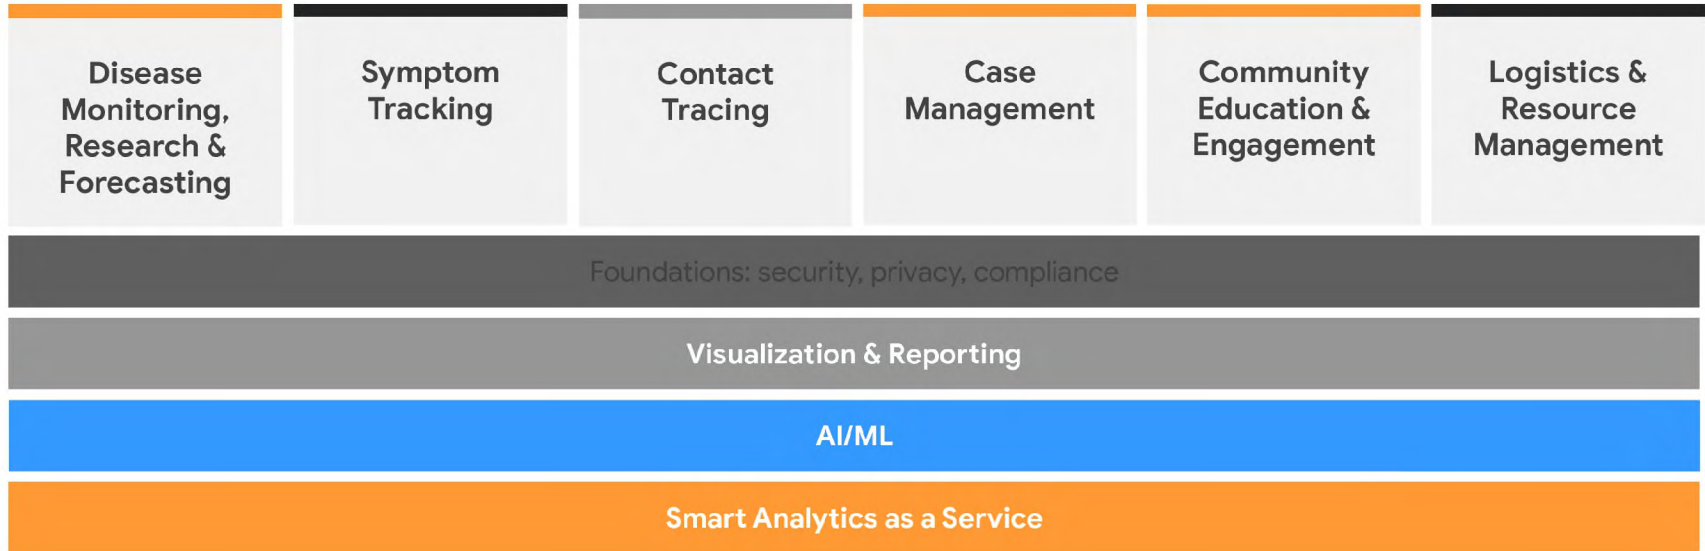 Disease
Monitoring,
Research &
Forecasting
Symptom
Tracking
Contact
Tracing
Case
Management
Community
Education &
Engagement
Logistics &
Resource
Management
Foundations: security, privacy, compliance
Visualization & Reporting
AI/ML
Smart Analytics as a Service